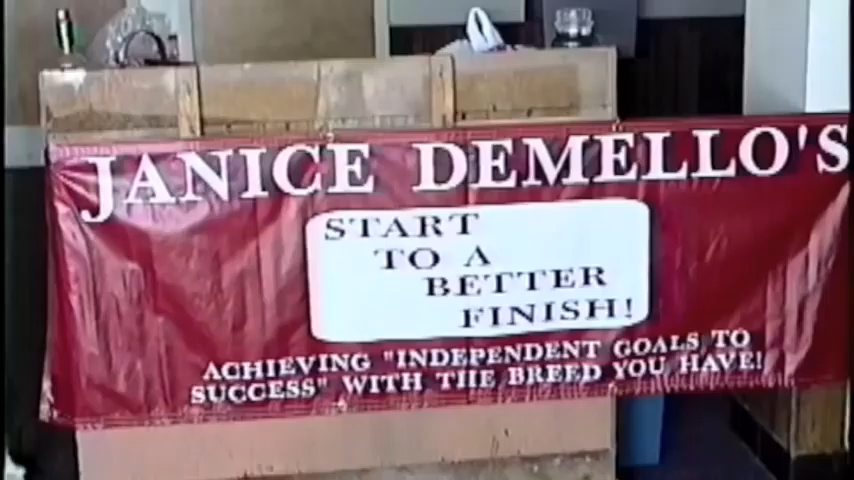 JANICE DEMELLO'S
START
TO A
BETTER
FINISH!
ACHIEVING "INDEPENDENT GOALS TO
SUCCESS" WITH THE BREED YOU HAVE!